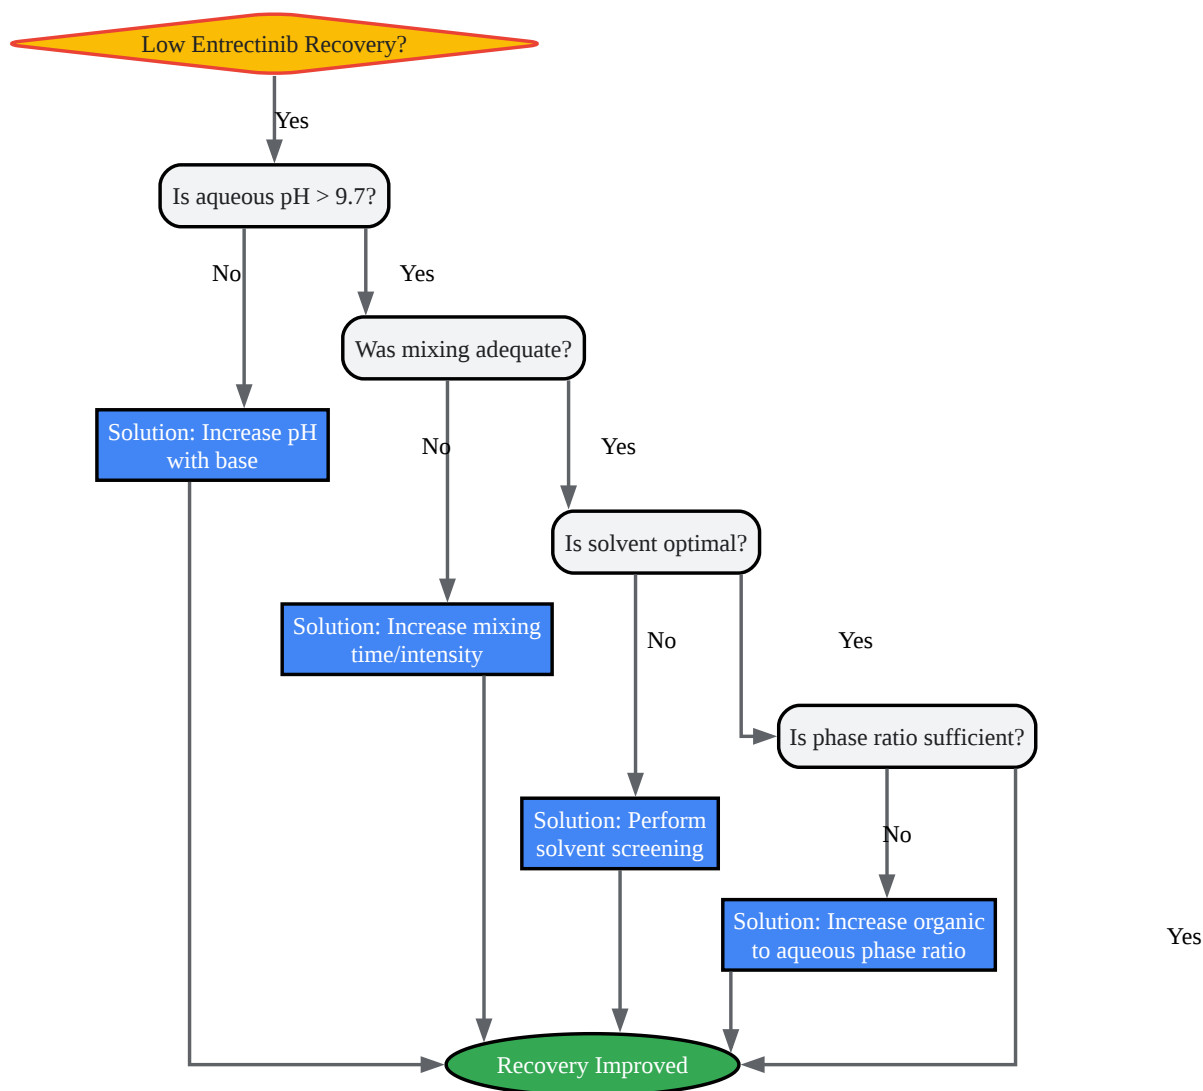 Low Entrectinib Recovery?
Yes
Is aqueous pH > 9.7?
No
Yes
Was mixing adequate?
Solution: Increase pH
with base
No
Yes
Is solvent optimal?
Solution: Increase mixing
time/intensity
No
Yes
Is phase ratio sufficient?
Solution: Perform
solvent screening
No
Solution: Increase organic
to aqueous phase ratio
Yes
Recovery Improved